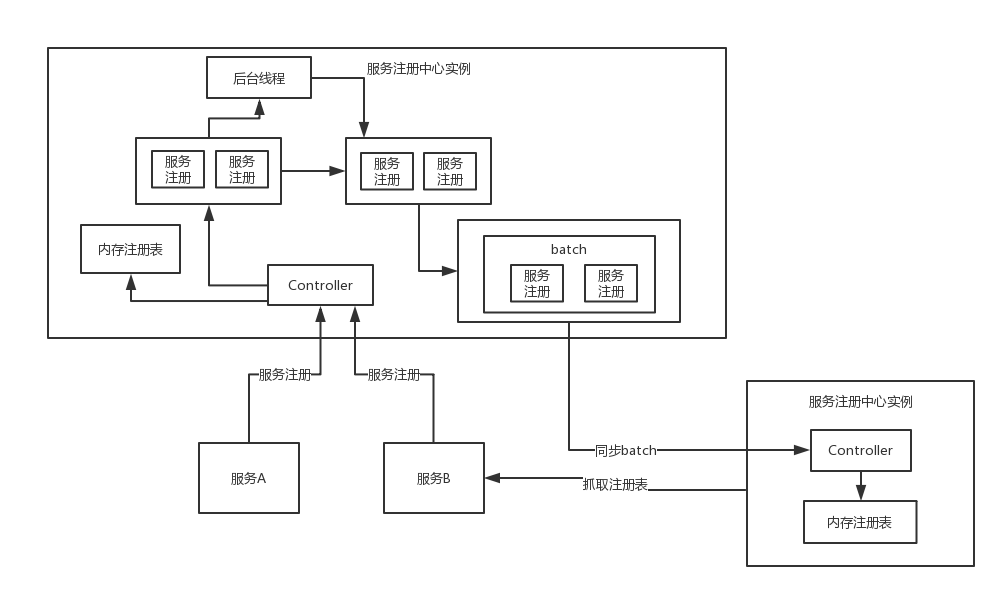 后台线程
服务注册中心实例
服务
注册
服务
注册
服务
注册
服务
注册
内存注册表
Controller
batch
服务
注册
服务
注册
服务注册
服务注册
服务A
服务B
同步batch
抓取注册表
服务注册中心实例
Controller
内存注册表